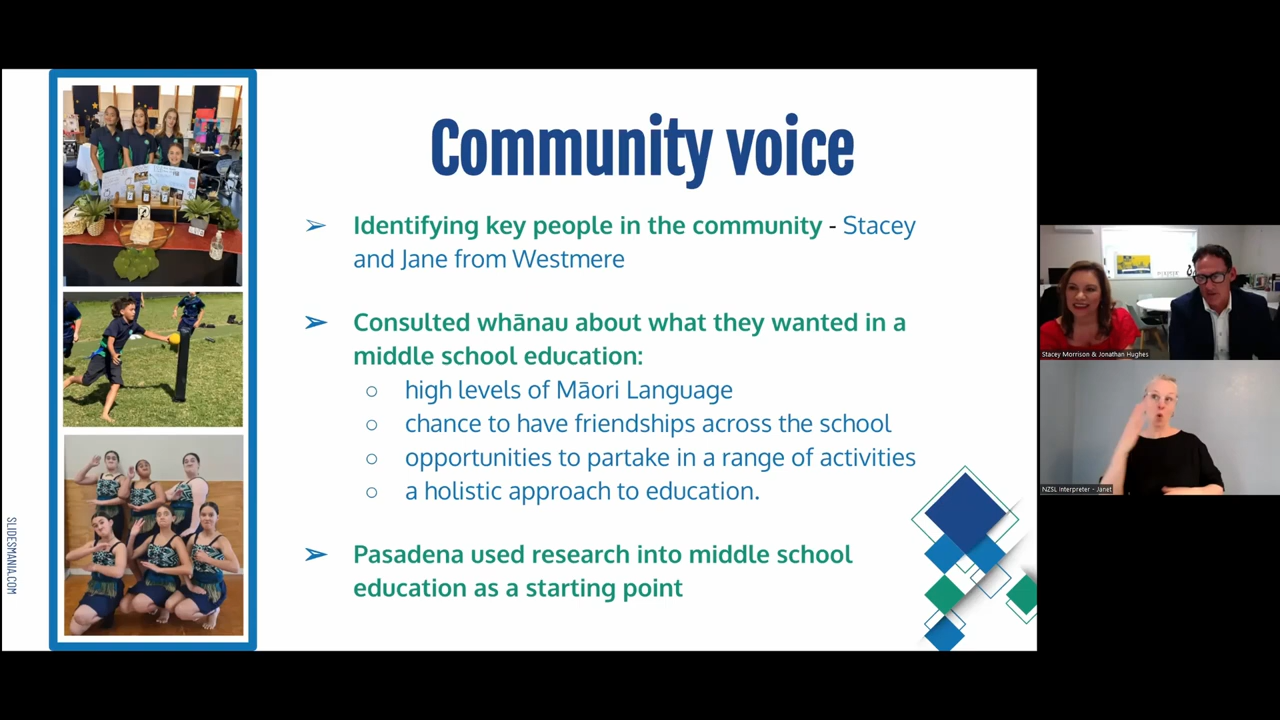 Community voice
➢ Identifying key people in the community - Stacey
and Jane from Westmere
➢ Consulted whānau about what they wanted in a
middle school education:
○ high levels of Māori Language
○ chance to have friendships across the school
○ opportunities to partake in a range of activities
○ a holistic approach to education.
➢ Pasadena used research into middle school
education as a starting point
SLIDESMANIA.COM
Stacey Morrison & Jonathan Hughes
NZSL Interpreter - Janet